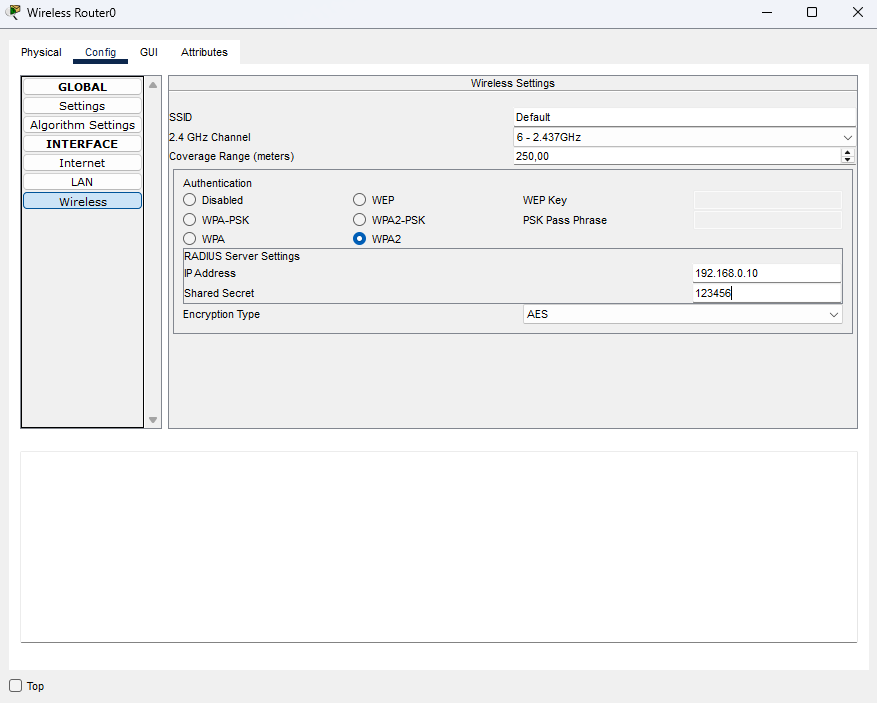 Wireless Router0
Physical Config GUI Attributes
GLOBAL
Settings
Algorithm Settings
INTERFACE
Internet
LAN
Wireless
Wireless Settings
SSID Default
2.4 GHz Channel 6 - 2.437GHz
Coverage Range (meters) 250,00
Authentication
Disabled WEP WEP Key
WPA-PSK WPA2-PSK PSK Pass Phrase
WPA WPA2
RADIUS Server Settings
IP Address 192.168.0.10
Shared Secret 123456
Encryption Type AES
Top